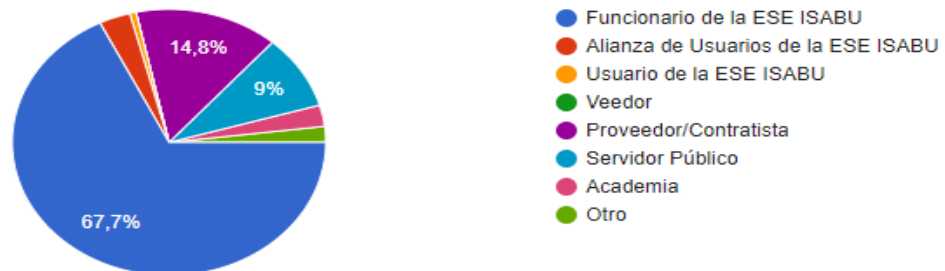 14,8%
9%
67,7%
Funcionario de la ESE ISABU
Alianza de Usuarios de la ESE ISABU
Usuario de la ESE ISABU
Veedor
Proveedor/Contratista
Servidor Público
Academia
Otro